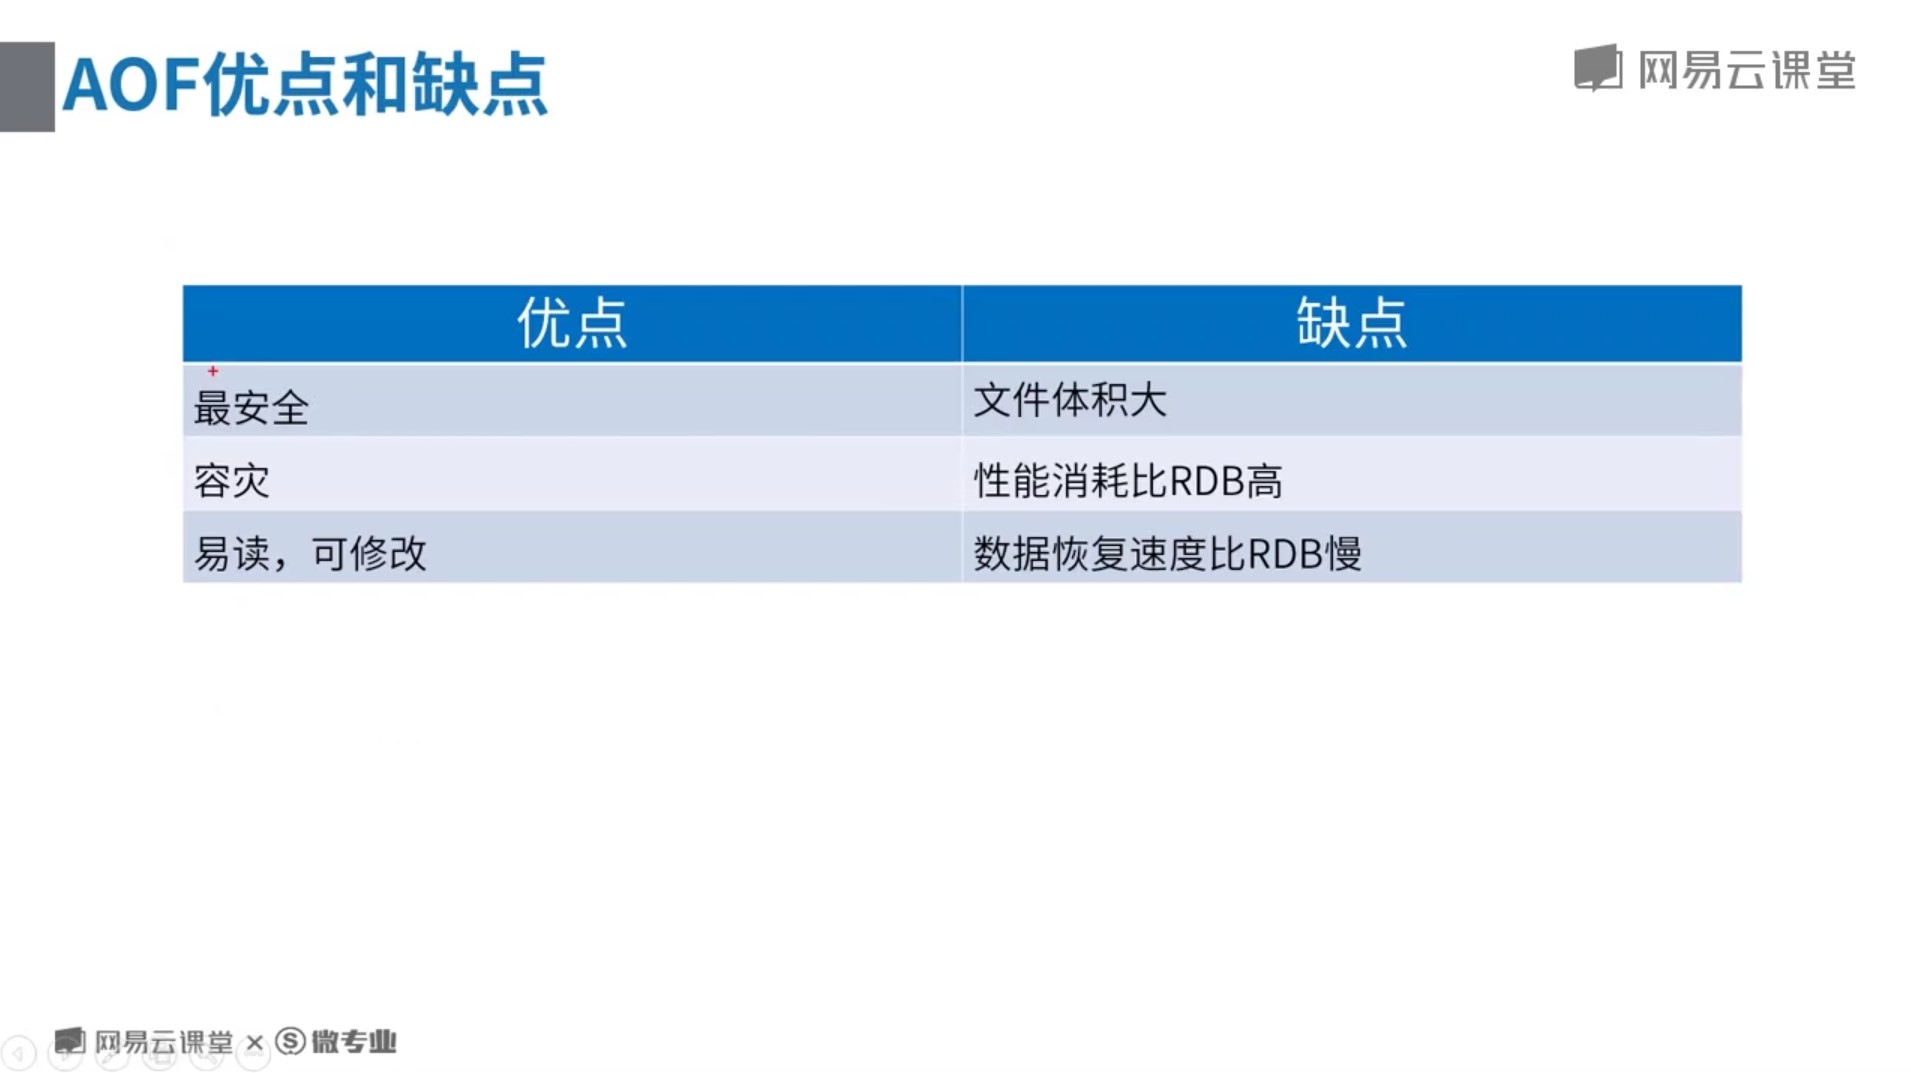 AOF优点和缺点
网易云课堂
优点 缺点
最安全 文件体积大
容灾 性能消耗比RDB高
易读，可修改 数据恢复速度比RDB慢
网易云课堂 × S 微专业